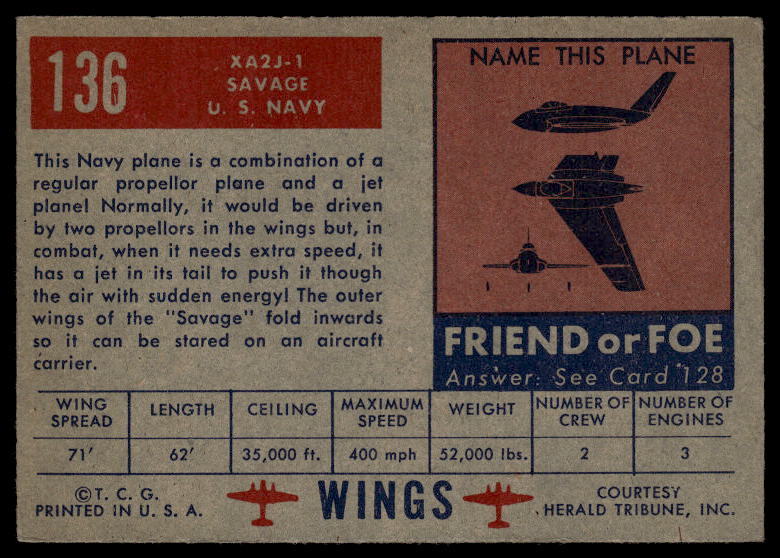 136
XA2J-1
SAVAGE
U. S. NAVY
This Navy plane is a combination of a
regular propellor plane and a jet
plane! Normally, it would be driven
by two propellors in the wings but, in
combat, when it needs extra speed, it
has a jet in its tail to push it though
the air with sudden energy! The outer
wings of the "Savage" fold inwards
so it can be stared on an aircraft
carrier.
NAME THIS PLANE
FRIEND or FOE
Answer: See Card 128
WING SPREAD LENGTH CEILING MAXIMUM SPEED WEIGHT NUMBER OF CREW NUMBER OF ENGINES
71' 62' 35,000 ft. 400 mph 52,000 lbs. 2 3
©T. C. G.
PRINTED IN U. S. A.
WINGS
COURTESY
HERALD TRIBUNE, INC.